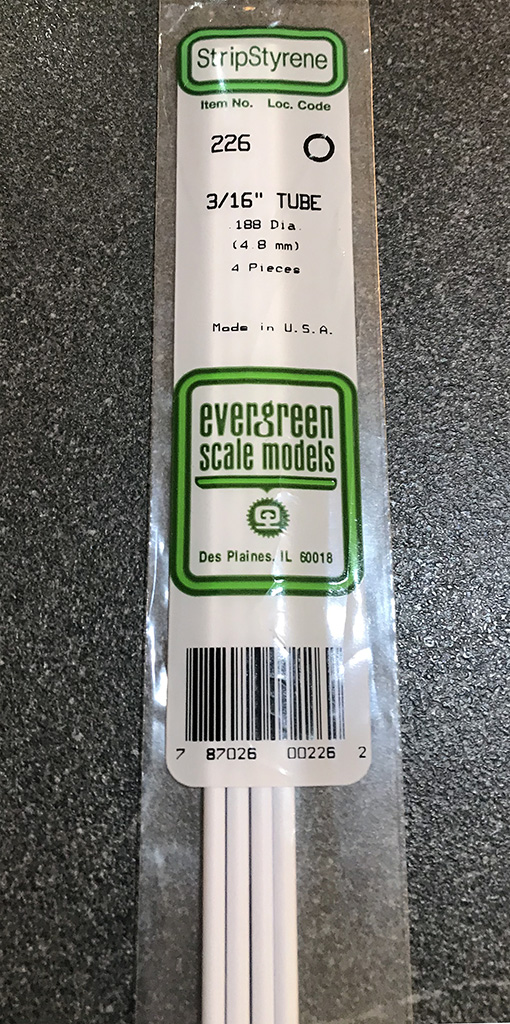 StripStyrene
Item No. Loc. Code
226
3/16" TUBE
.188 Dia.
(4.8 mm)
4 Pieces
Made in U.S.A.
evergreen
scale models
Des Plaines, IL 60018
7 87026 00226 2